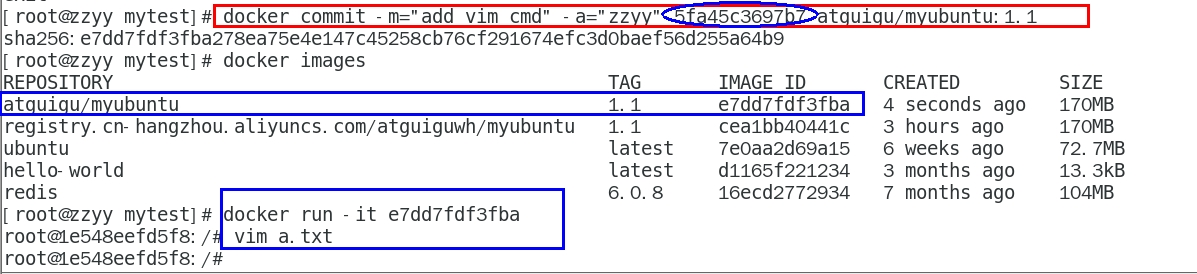 [root@zzyy mytest]# docker commit -m="add vim cmd" -a="zzyy" 5fa45c3697b7 atguigu/myubuntu:1.1
sha256:e7dd7fdf3fba278ea75e4e147c45258cb76cf291674efc3d0baef56d255a64b9
[root@zzyy mytest]# docker images
REPOSITORY TAG IMAGE ID CREATED SIZE
atguigu/myubuntu 1.1 e7dd7fdf3fba 4 seconds ago 170MB
registry.cn-hangzhou.aliyuncs.com/atguiguwh/myubuntu 1.1 cea1bb40441c 3 hours ago 170MB
ubuntu latest 7e0aa2d69a15 6 weeks ago 72.7MB
hello-world latest d1165f221234 3 months ago 13.3kB
redis 6.0.8 16ecd2772934 7 months ago 104MB
[root@zzyy mytest]# docker run -it e7dd7fdf3fba
root@1e548eefd5f8:/# vim a.txt
root@1e548eefd5f8:/#